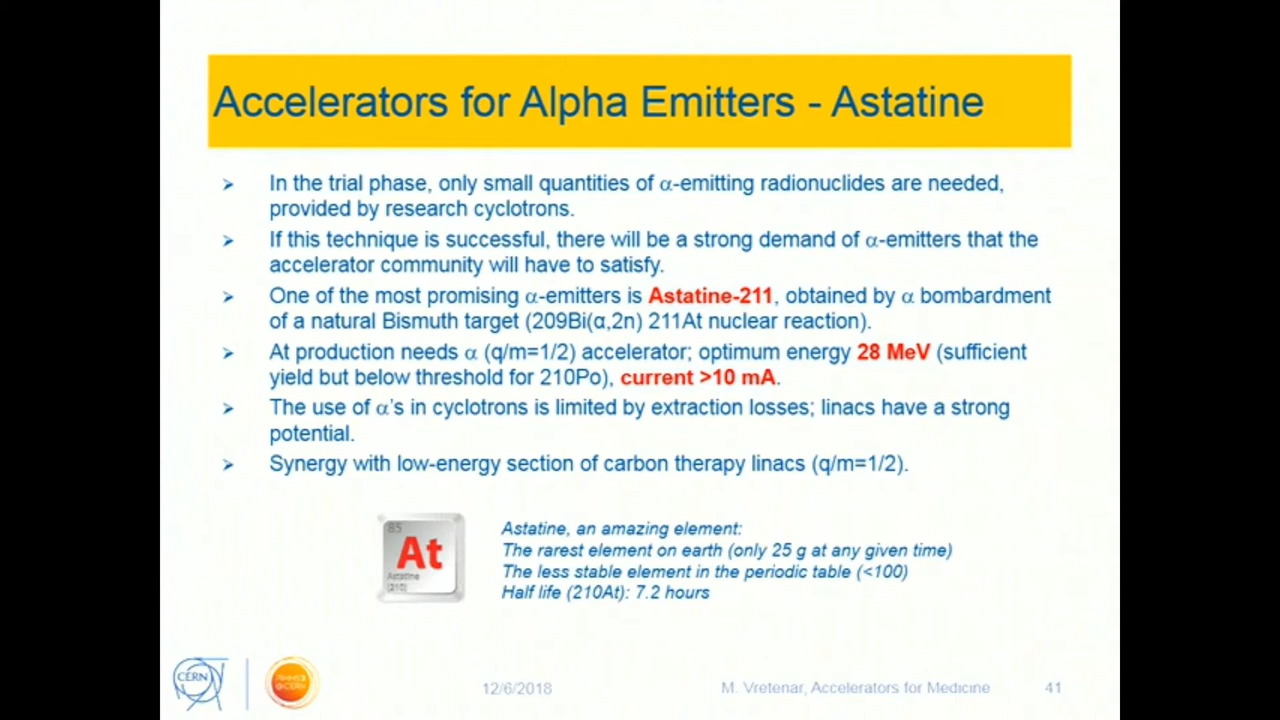 Accelerators for Alpha Emitters - Astatine
➢ In the trial phase, only small quantities of α-emitting radionuclides are needed,
provided by research cyclotrons.
➢ If this technique is successful, there will be a strong demand of α-emitters that the
accelerator community will have to satisfy.
➢ One of the most promising α-emitters is Astatine-211, obtained by α bombardment
of a natural Bismuth target (209Bi(α,2n) 211At nuclear reaction).
➢ At production needs α (q/m=1/2) accelerator; optimum energy 28 MeV (sufficient
yield but below threshold for 210Po), current >10 mA.
➢ The use of α's in cyclotrons is limited by extraction losses; linacs have a strong
potential.
➢ Synergy with low-energy section of carbon therapy linacs (q/m=1/2).
85
At
Astatine
(210)
Astatine, an amazing element:
The rarest element on earth (only 25 g at any given time)
The less stable element in the periodic table (<100)
Half life (210At): 7.2 hours
CERN
@CERN
12/6/2018
M. Vretenar, Accelerators for Medicine
41